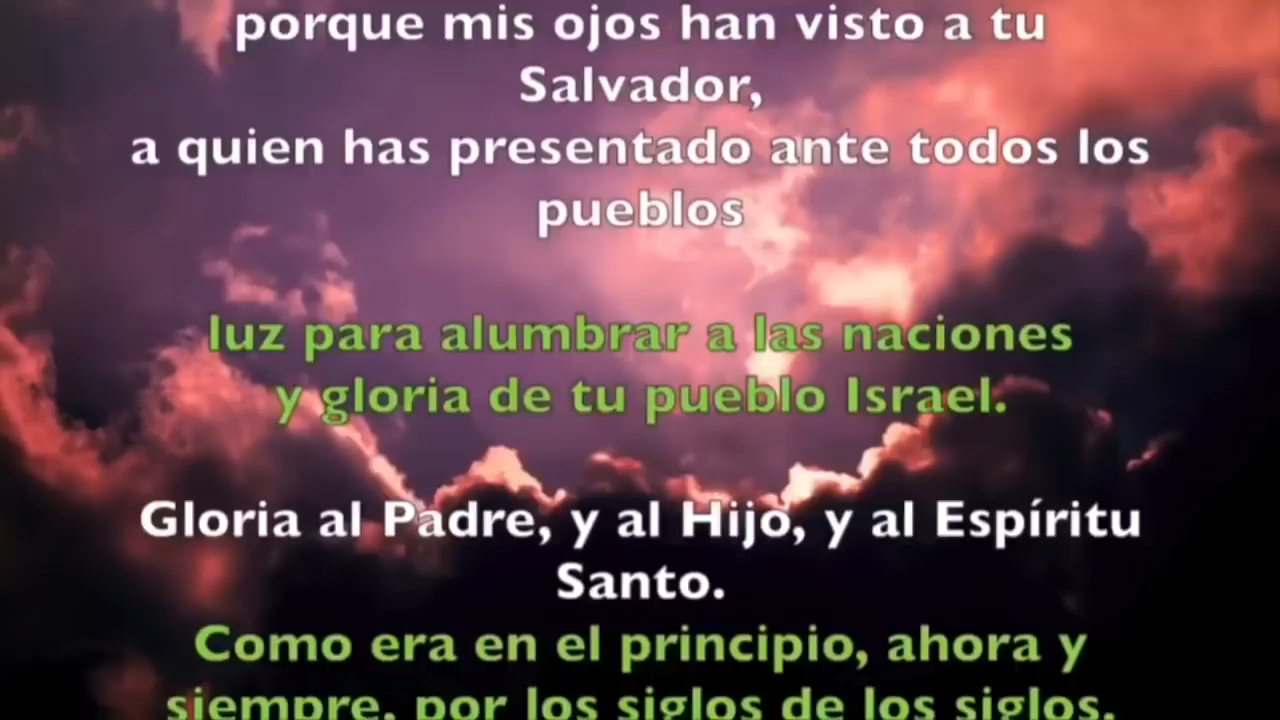 porque mis ojos han visto a tu
Salvador,
a quien has presentado ante todos los
pueblos
luz para alumbrar a las naciones
y gloria de tu pueblo Israel.
Gloria al Padre, y al Hijo, y al Espíritu
Santo.
Como era en el principio, ahora y
siempre, por los siglos de los siglos.